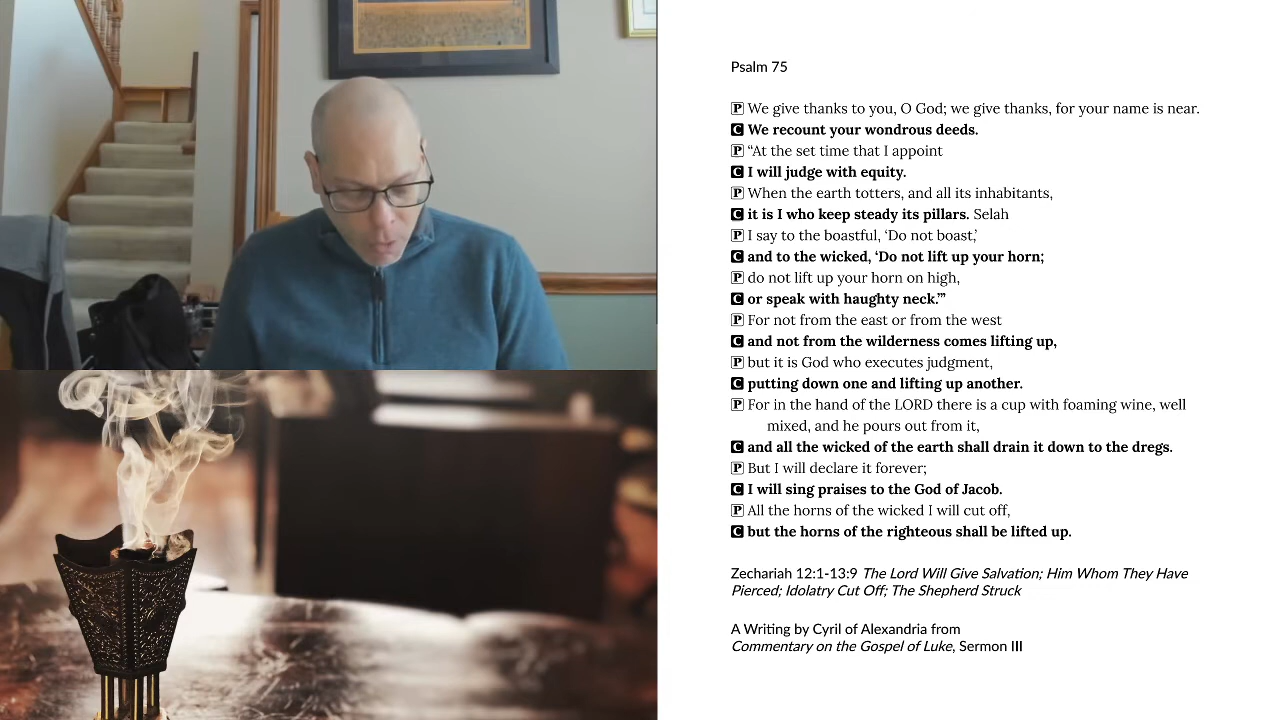 Psalm 75
P We give thanks to you, O God; we give thanks, for your name is near.
C We recount your wondrous deeds.
P “At the set time that I appoint
C I will judge with equity.
P When the earth totters, and all its inhabitants,
C it is I who keep steady its pillars. Selah
P I say to the boastful, ‘Do not boast,’
C and to the wicked, ‘Do not lift up your horn;
P do not lift up your horn on high,
C or speak with haughty neck.’”
P For not from the east or from the west
C and not from the wilderness comes lifting up,
P but it is God who executes judgment,
C putting down one and lifting up another.
P For in the hand of the LORD there is a cup with foaming wine, well
mixed, and he pours out from it,
C and all the wicked of the earth shall drain it down to the dregs.
P But I will declare it forever;
C I will sing praises to the God of Jacob.
P All the horns of the wicked I will cut off,
C but the horns of the righteous shall be lifted up.
Zechariah 12:1-13:9 The Lord Will Give Salvation; Him Whom They Have
Pierced; Idolatry Cut Off; The Shepherd Struck
A Writing by Cyril of Alexandria from
Commentary on the Gospel of Luke, Sermon III